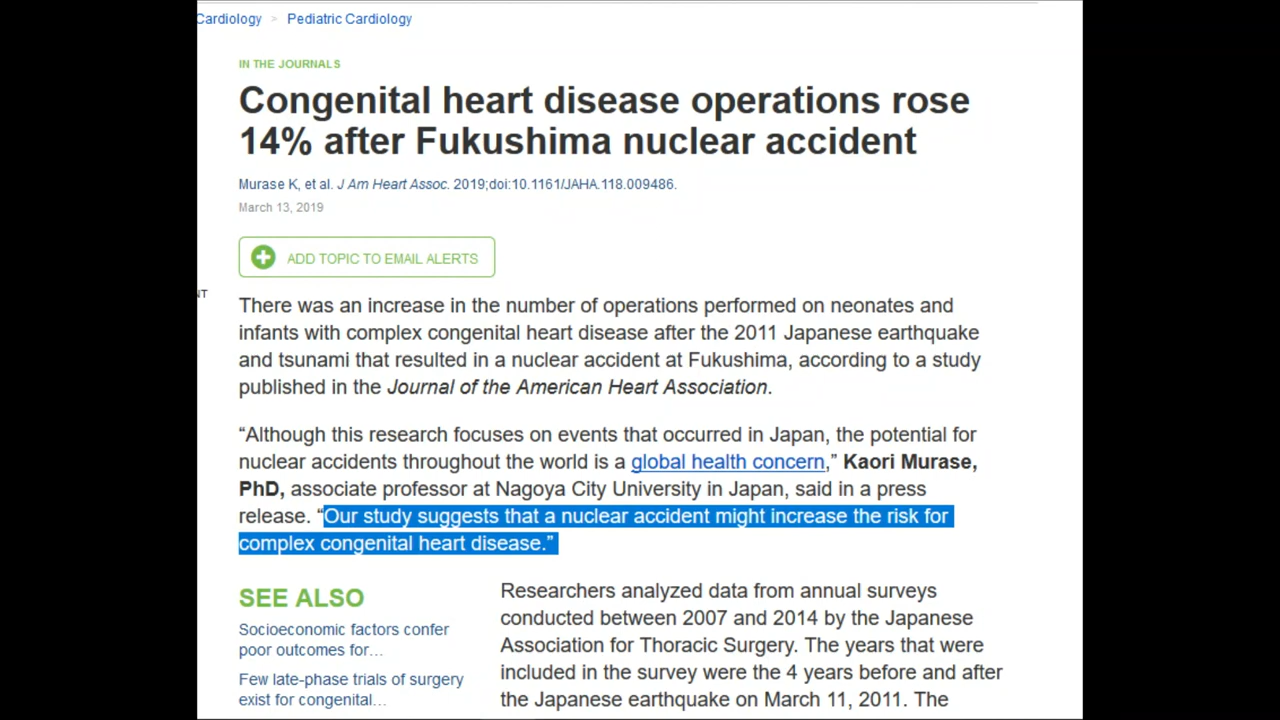 Cardiology > Pediatric Cardiology
IN THE JOURNALS
Congenital heart disease operations rose
14% after Fukushima nuclear accident
Murase K, et al. J Am Heart Assoc. 2019;doi:10.1161/JAHA.118.009486.
March 13, 2019
ADD TOPIC TO EMAIL ALERTS
NT
There was an increase in the number of operations performed on neonates and
infants with complex congenital heart disease after the 2011 Japanese earthquake
and tsunami that resulted in a nuclear accident at Fukushima, according to a study
published in the Journal of the American Heart Association.
“Although this research focuses on events that occurred in Japan, the potential for
nuclear accidents throughout the world is a global health concern,” Kaori Murase,
PhD, associate professor at Nagoya City University in Japan, said in a press
release. “Our study suggests that a nuclear accident might increase the risk for
complex congenital heart disease.”
SEE ALSO
Socioeconomic factors confer
poor outcomes for…
Few late-phase trials of surgery
exist for congenital…
Researchers analyzed data from annual surveys
conducted between 2007 and 2014 by the Japanese
Association for Thoracic Surgery. The years that were
included in the survey were the 4 years before and after
the Japanese earthquake on March 11, 2011. The